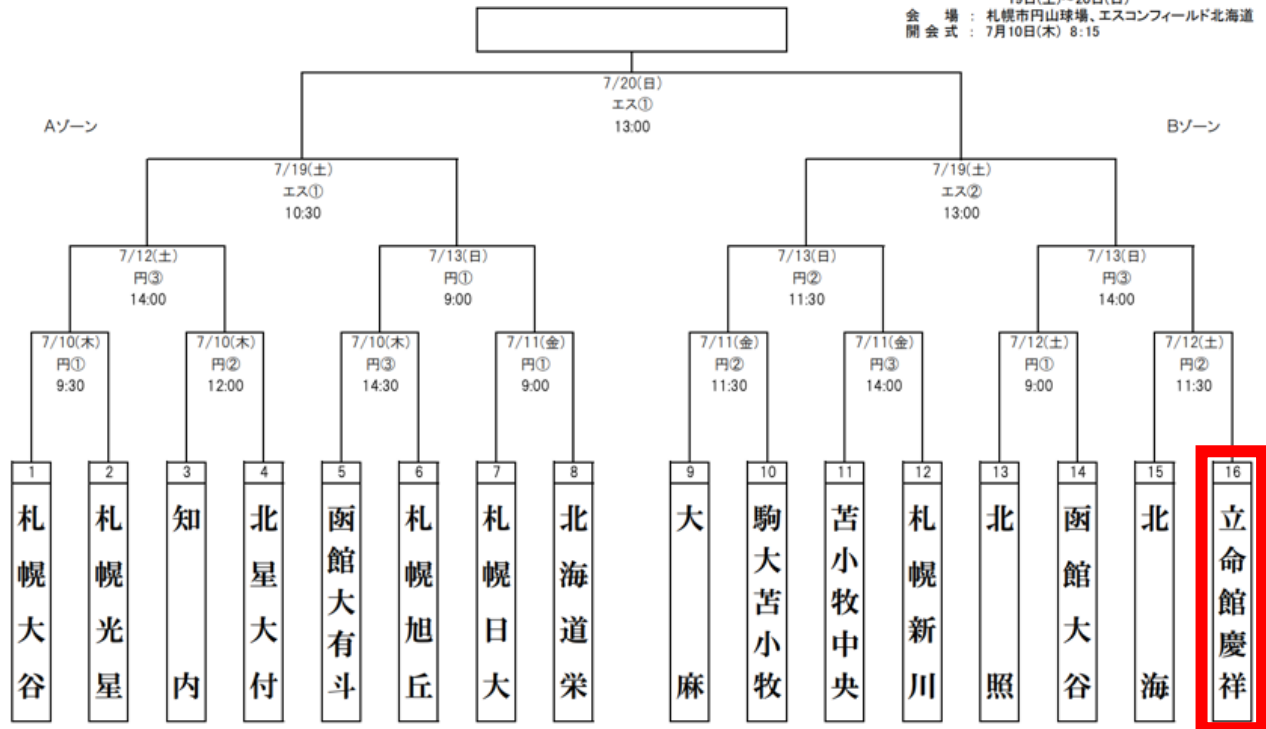 会　場 ： 札幌市円山球場、エスコンフィールド北海道
開会式 ： 7月10日(木) 8:15
7/20(日)
エス①
13:00
Aゾーン
Bゾーン
7/19(土)
エス①
10:30
7/19(土)
エス②
13:00
7/12(土)
円③
14:00
7/13(日)
円①
9:00
7/13(日)
円②
11:30
7/13(日)
円③
14:00
7/10(木)
円①
9:30
7/10(木)
円②
12:00
7/10(木)
円③
14:30
7/11(金)
円①
9:00
7/11(金)
円②
11:30
7/11(金)
円③
14:00
7/12(土)
円①
9:00
7/12(土)
円②
11:30
1
札幌大谷
2
札幌光星
3
知内
4
北星大付
5
函館大有斗
6
札幌旭丘
7
札幌日大
8
北海道栄
9
大麻
10
駒大苫小牧
11
苫小牧中央
12
札幌新川
13
北照
14
函館大谷
15
北海
16
立命館慶祥